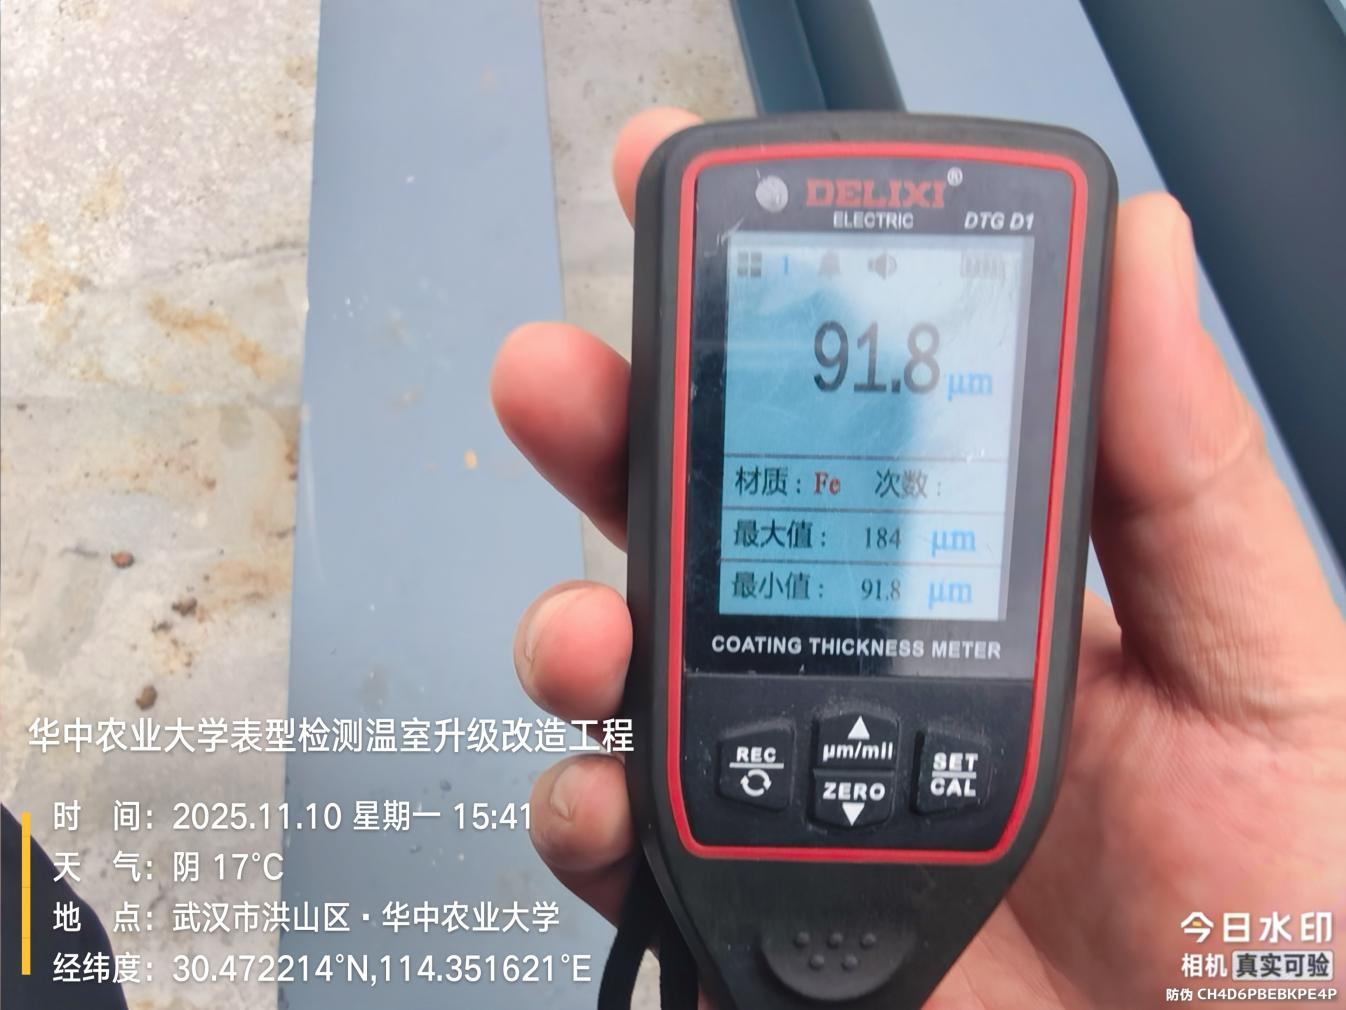 DELIXI®
ELECTRIC DTG D1
1
91.8 μm
材质：Fe 次数：
最大值： 184 μm
最小值： 91.8 μm
COATING THICKNESS METER
REC
μm/mil
ZERO
SET
CAL
华中农业大学表型检测温室升级改造工程
时 间：2025.11.10 星期一 15:41
天 气：阴 17°C
地 点：武汉市洪山区·华中农业大学
经纬度：30.472214°N,114.351621°E
今日水印
相机 真实可验
防伪 CH4D6PBEBKPE4P